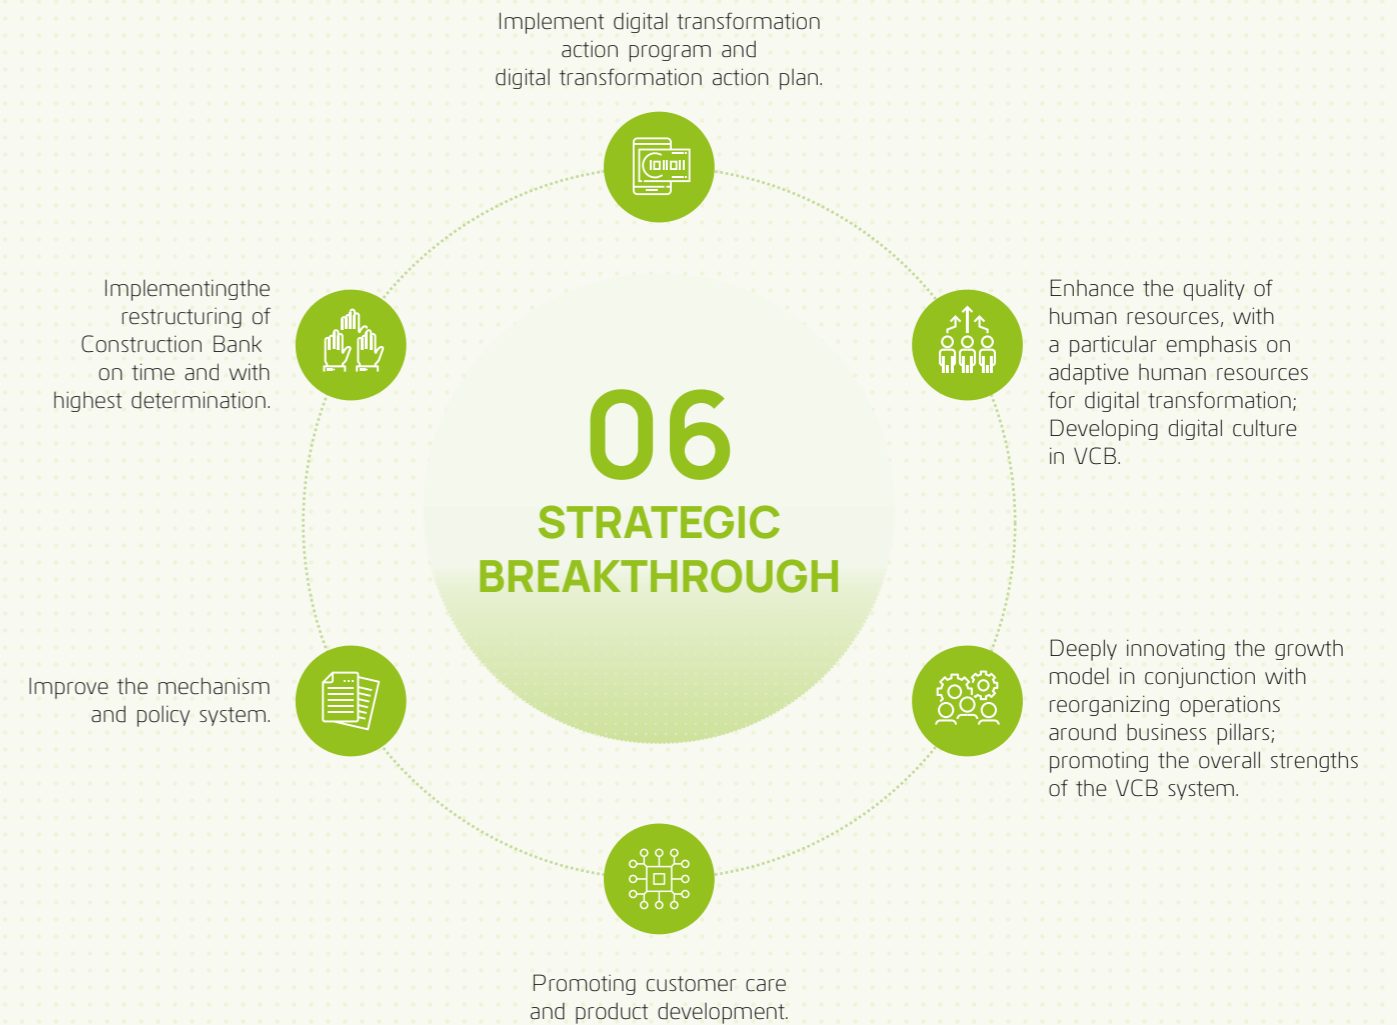 Implement digital transformation
action program and
digital transformation action plan.
Implementingthe
restructuring of
Construction Bank
on time and with
highest determination.
Enhance the quality of
human resources, with
a particular emphasis on
adaptive human resources
for digital transformation;
Developing digital culture
in VCB.
06
STRATEGIC
BREAKTHROUGH
Improve the mechanism
and policy system.
Deeply innovating the growth
model in conjunction with
reorganizing operations
around business pillars;
promoting the overall strengths
of the VCB system.
Promoting customer care
and product development.